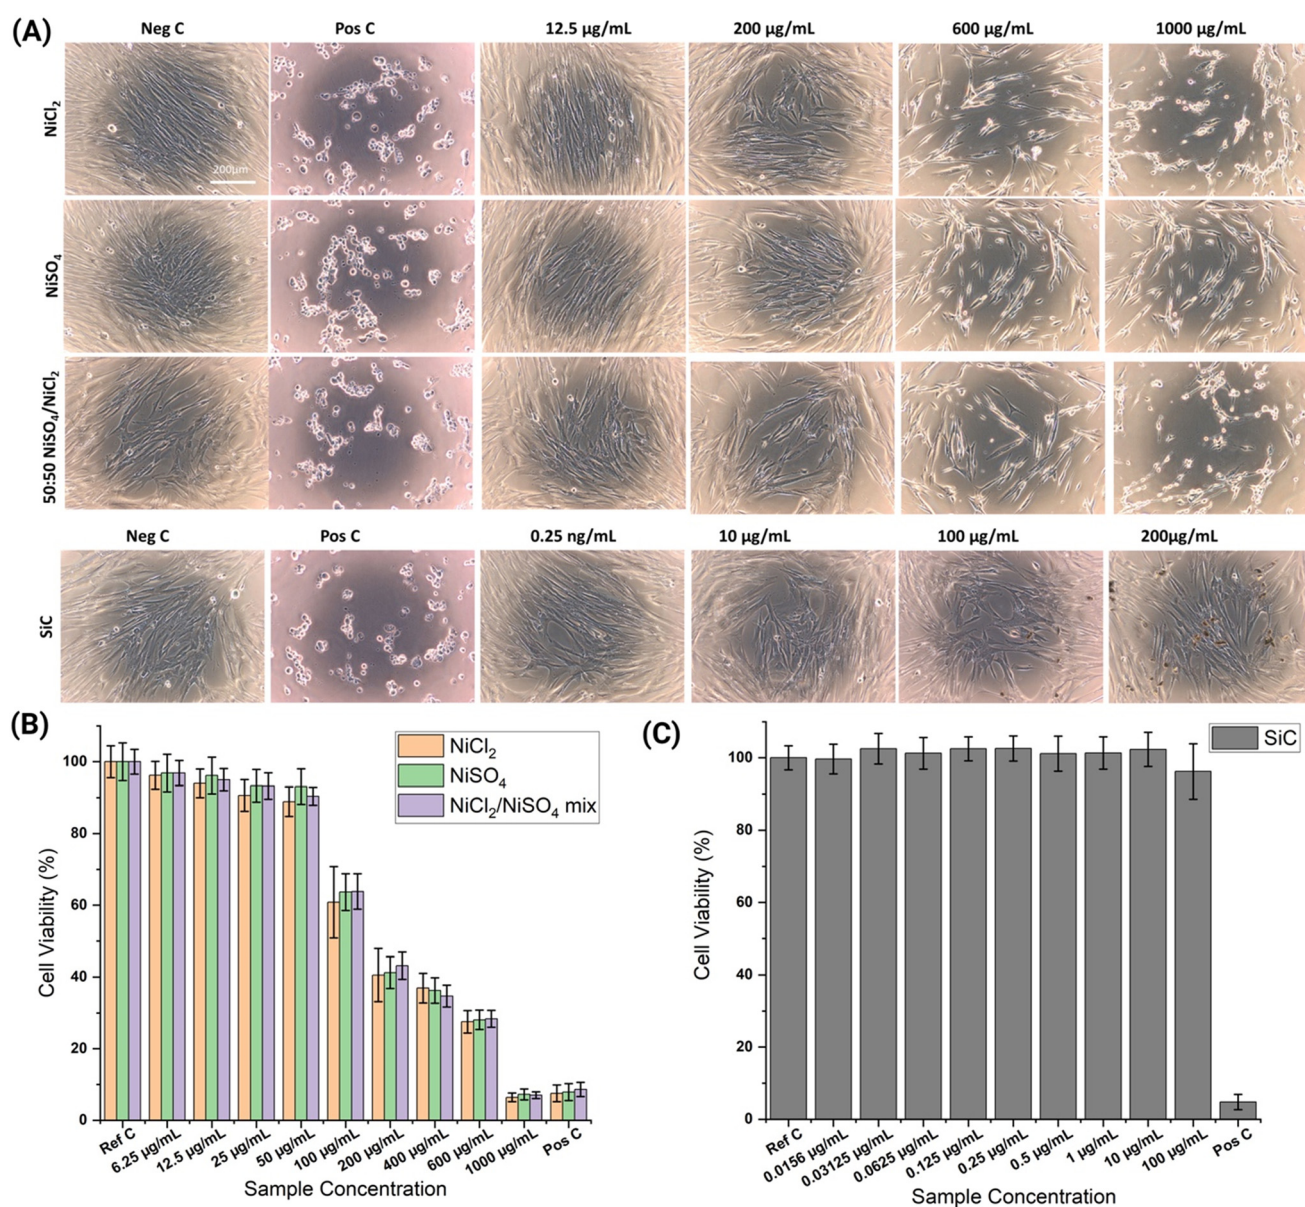 (A)
Neg C Pos C 12.5 µg/mL 200 µg/mL 600 µg/mL 1000 µg/mL
NiCl₂
200µm
NiSO₄
50:50 NiSO₄/NiCl₂
Neg C Pos C 0.25 ng/mL 10 µg/mL 100 µg/mL 200µg/mL
SiC
(B)
NiCl₂
NiSO₄
NiCl₂/NiSO₄ mix
Cell Viability (%)
100
80
60
40
20
0
Ref C 6.25 µg/mL 12.5 µg/mL 25 µg/mL 50 µg/mL 100 µg/mL 200 µg/mL 400 µg/mL 600 µg/mL 1000 µg/mL Pos C
Sample Concentration
(C)
SiC
Cell Viability (%)
100
80
60
40
20
0
Ref C 0.0156 µg/mL 0.03125 µg/mL 0.0625 µg/mL 0.125 µg/mL 0.25 µg/mL 0.5 µg/mL 1 µg/mL 10 µg/mL 100 µg/mL Pos C
Sample Concentration